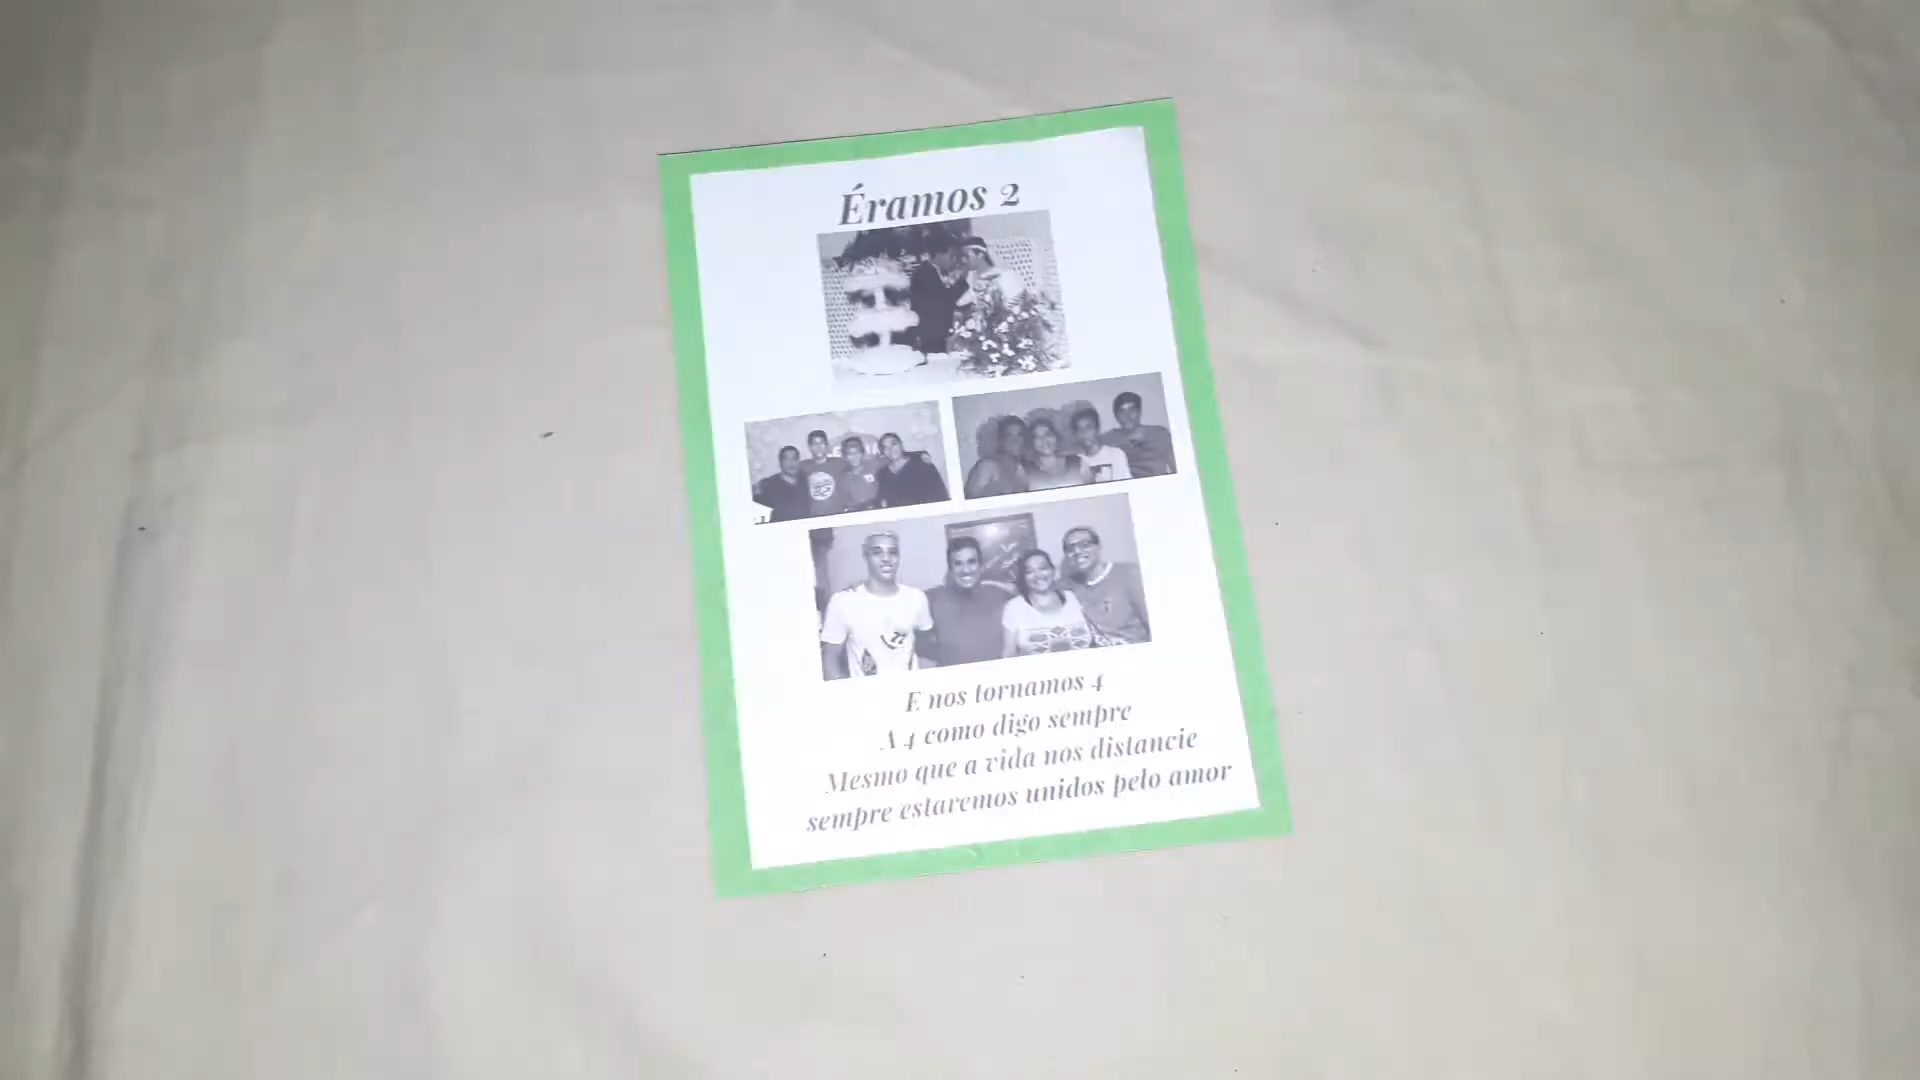 Éramos 2
E nos tornamos 4
A 4 como digo sempre
Mesmo que a vida nos distancie
sempre estaremos unidos pelo amor